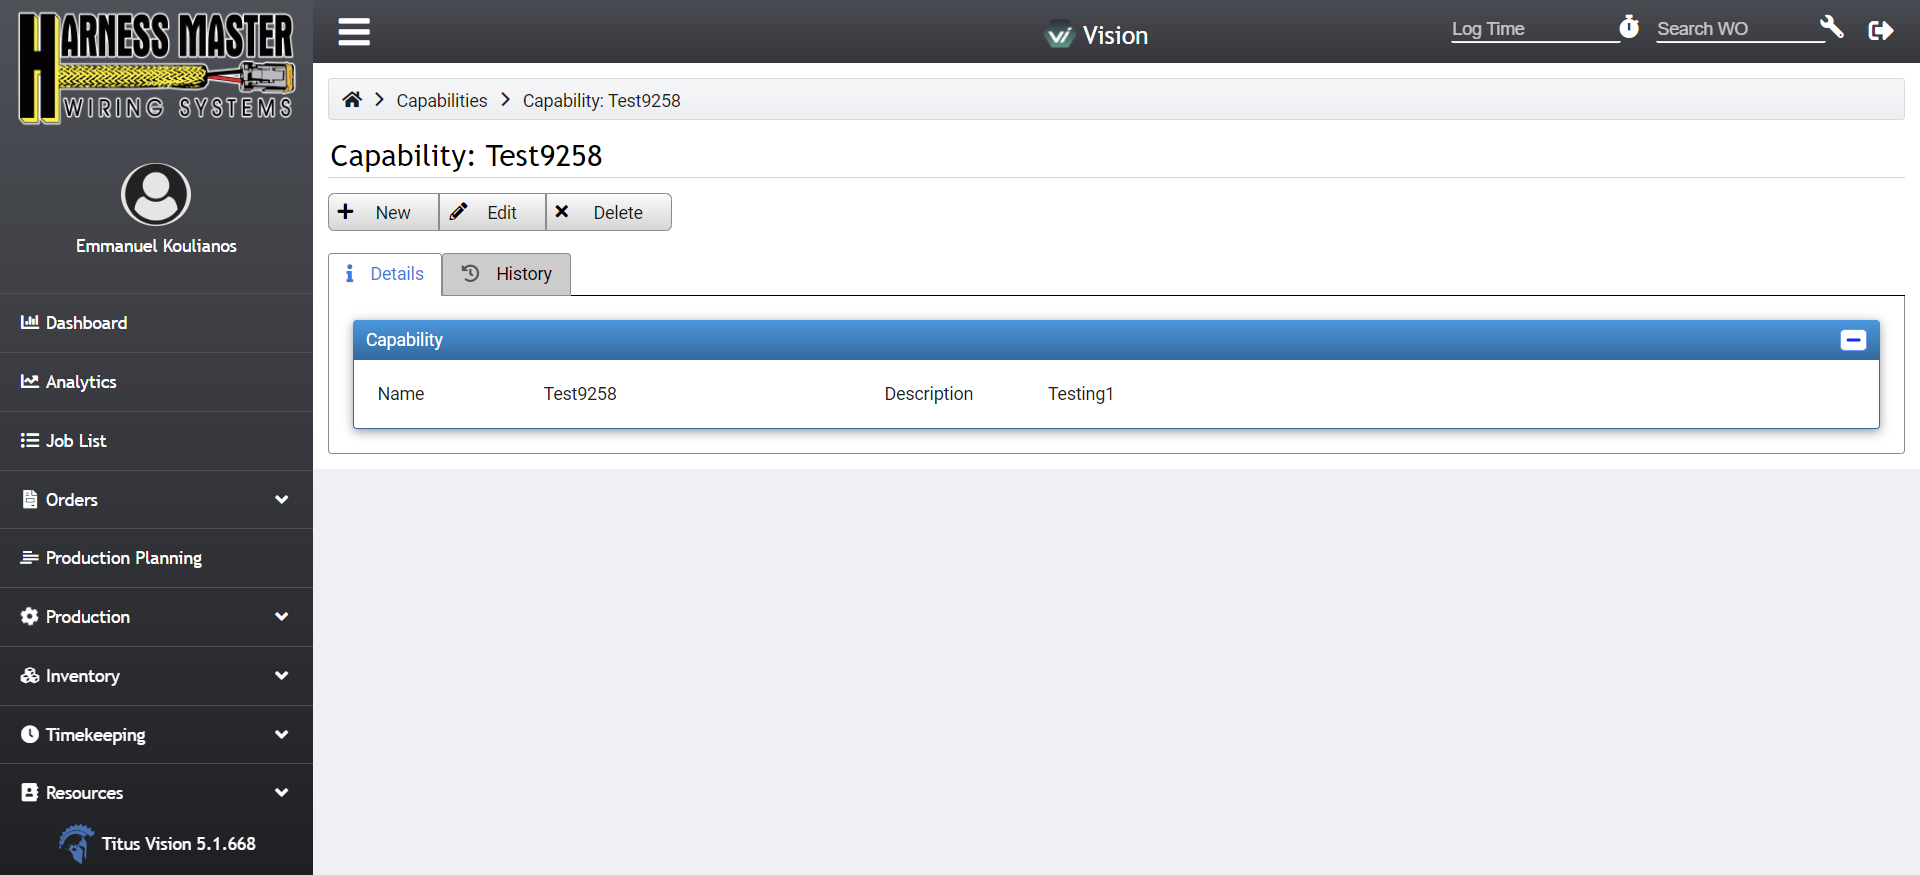 HARNESS MASTER
WIRING SYSTEMS
Emmanuel Koulianos
Dashboard
Analytics
Job List
Orders
Production Planning
Production
Inventory
Timekeeping
Resources
Titus Vision 5.1.668
Vision
Log Time
Search WO
Capabilities
Capability: Test9258
Capability: Test9258
New
Edit
Delete
Details
History
Capability
Name Test9258 Description Testing1